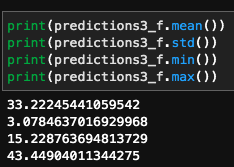 print(predictions3_f.mean())
print(predictions3_f.std())
print(predictions3_f.min())
print(predictions3_f.max())
33.22245441059542
3.0784637016929968
15.228763694813729
43.44904011344275